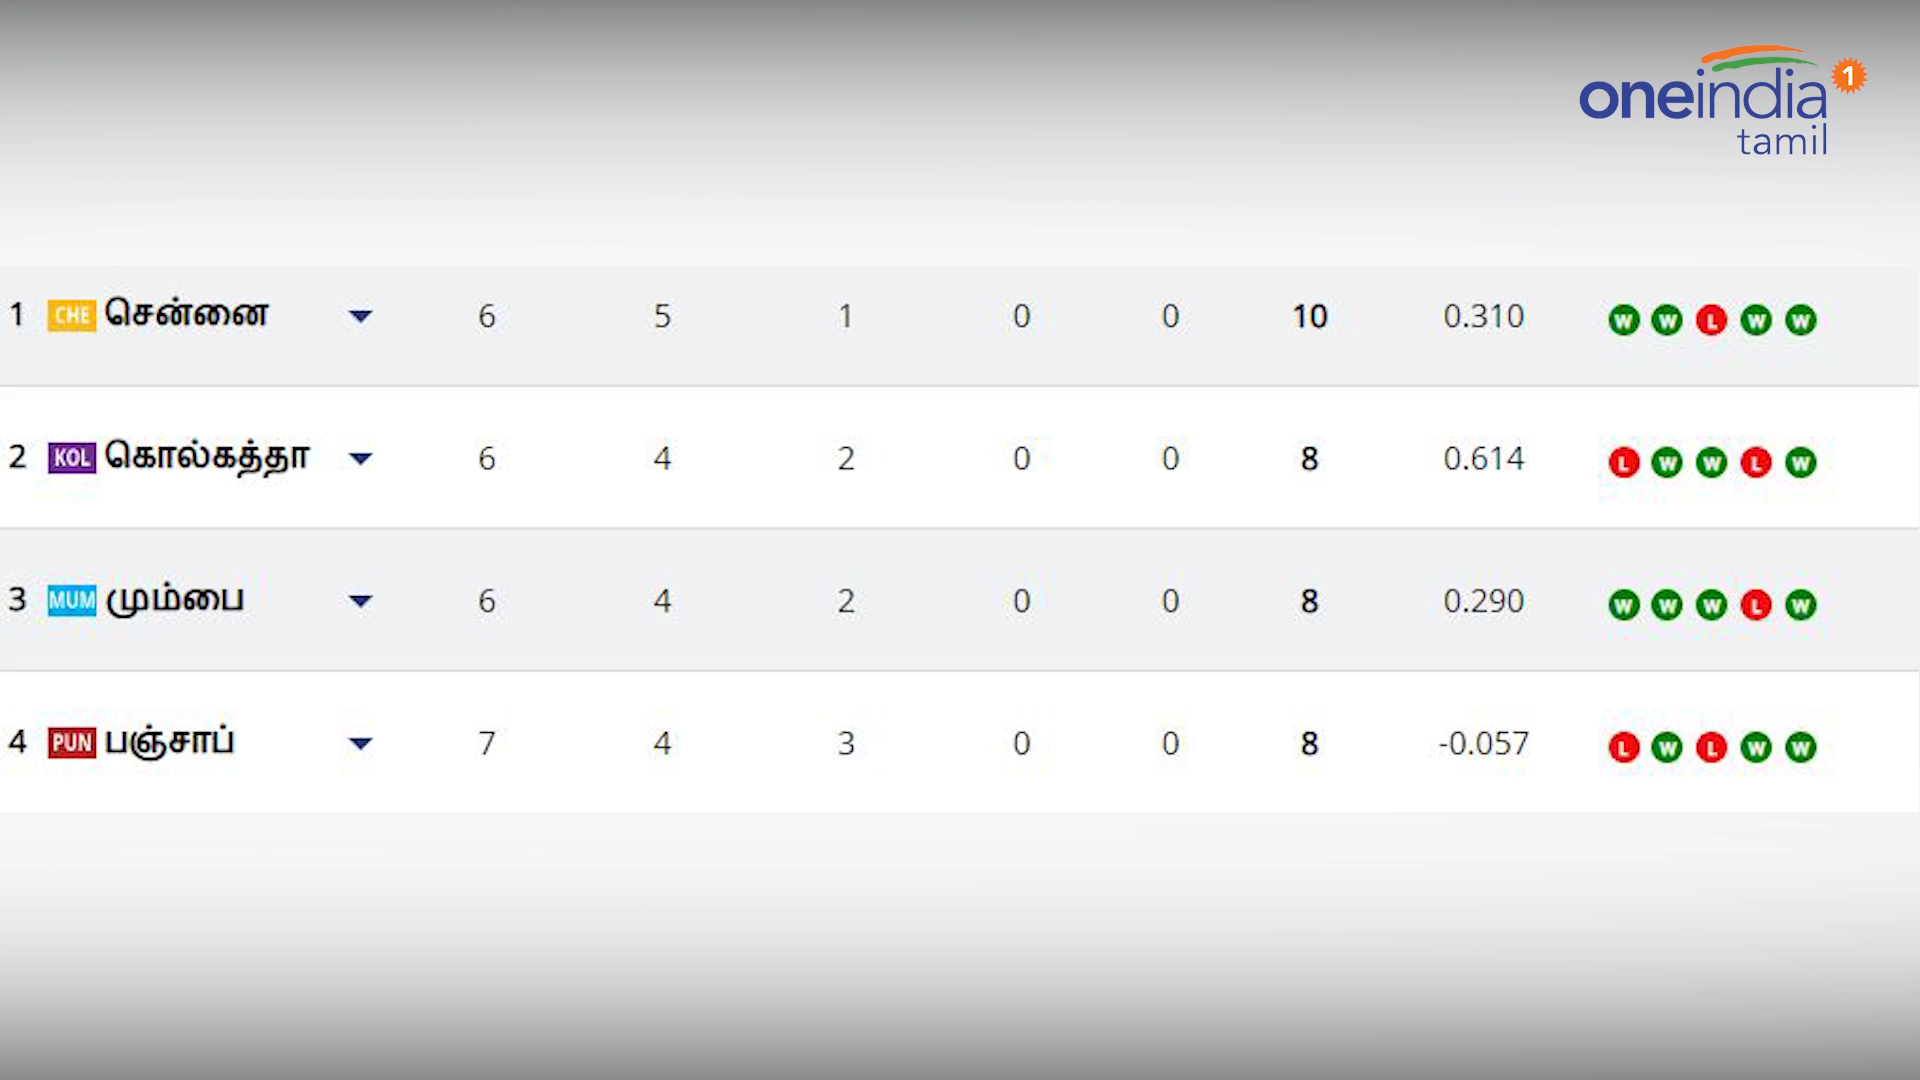 oneindia 1
tamil
1 CHE சென்னை 6 5 1 0 0 10 0.310 W W L W W
2 KOL கொல்கத்தா 6 4 2 0 0 8 0.614 L W W L W
3 MUM மும்பை 6 4 2 0 0 8 0.290 W W W L W
4 PUN பஞ்சாப் 7 4 3 0 0 8 -0.057 L W L W W